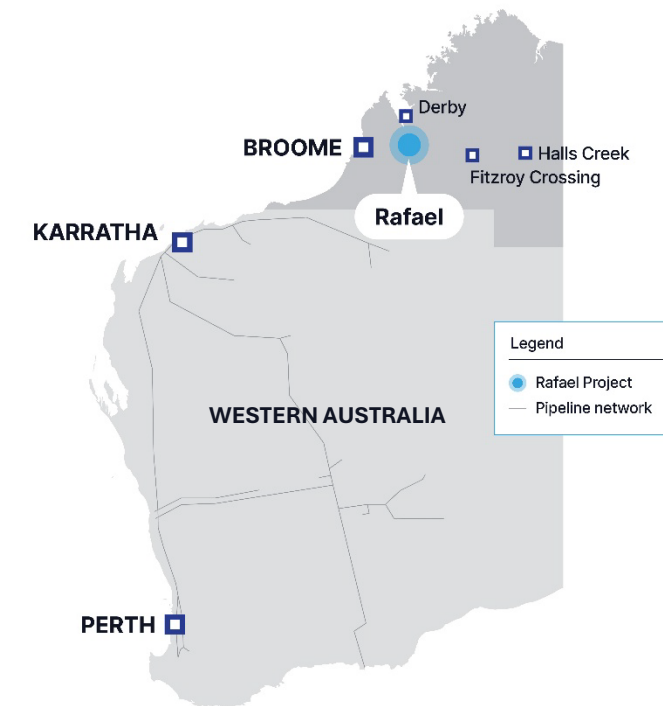 Derby
BROOME
Halls Creek
Fitzroy Crossing
Rafael
KARRATHA
Legend
Rafael Project
Pipeline network
WESTERN AUSTRALIA
PERTH